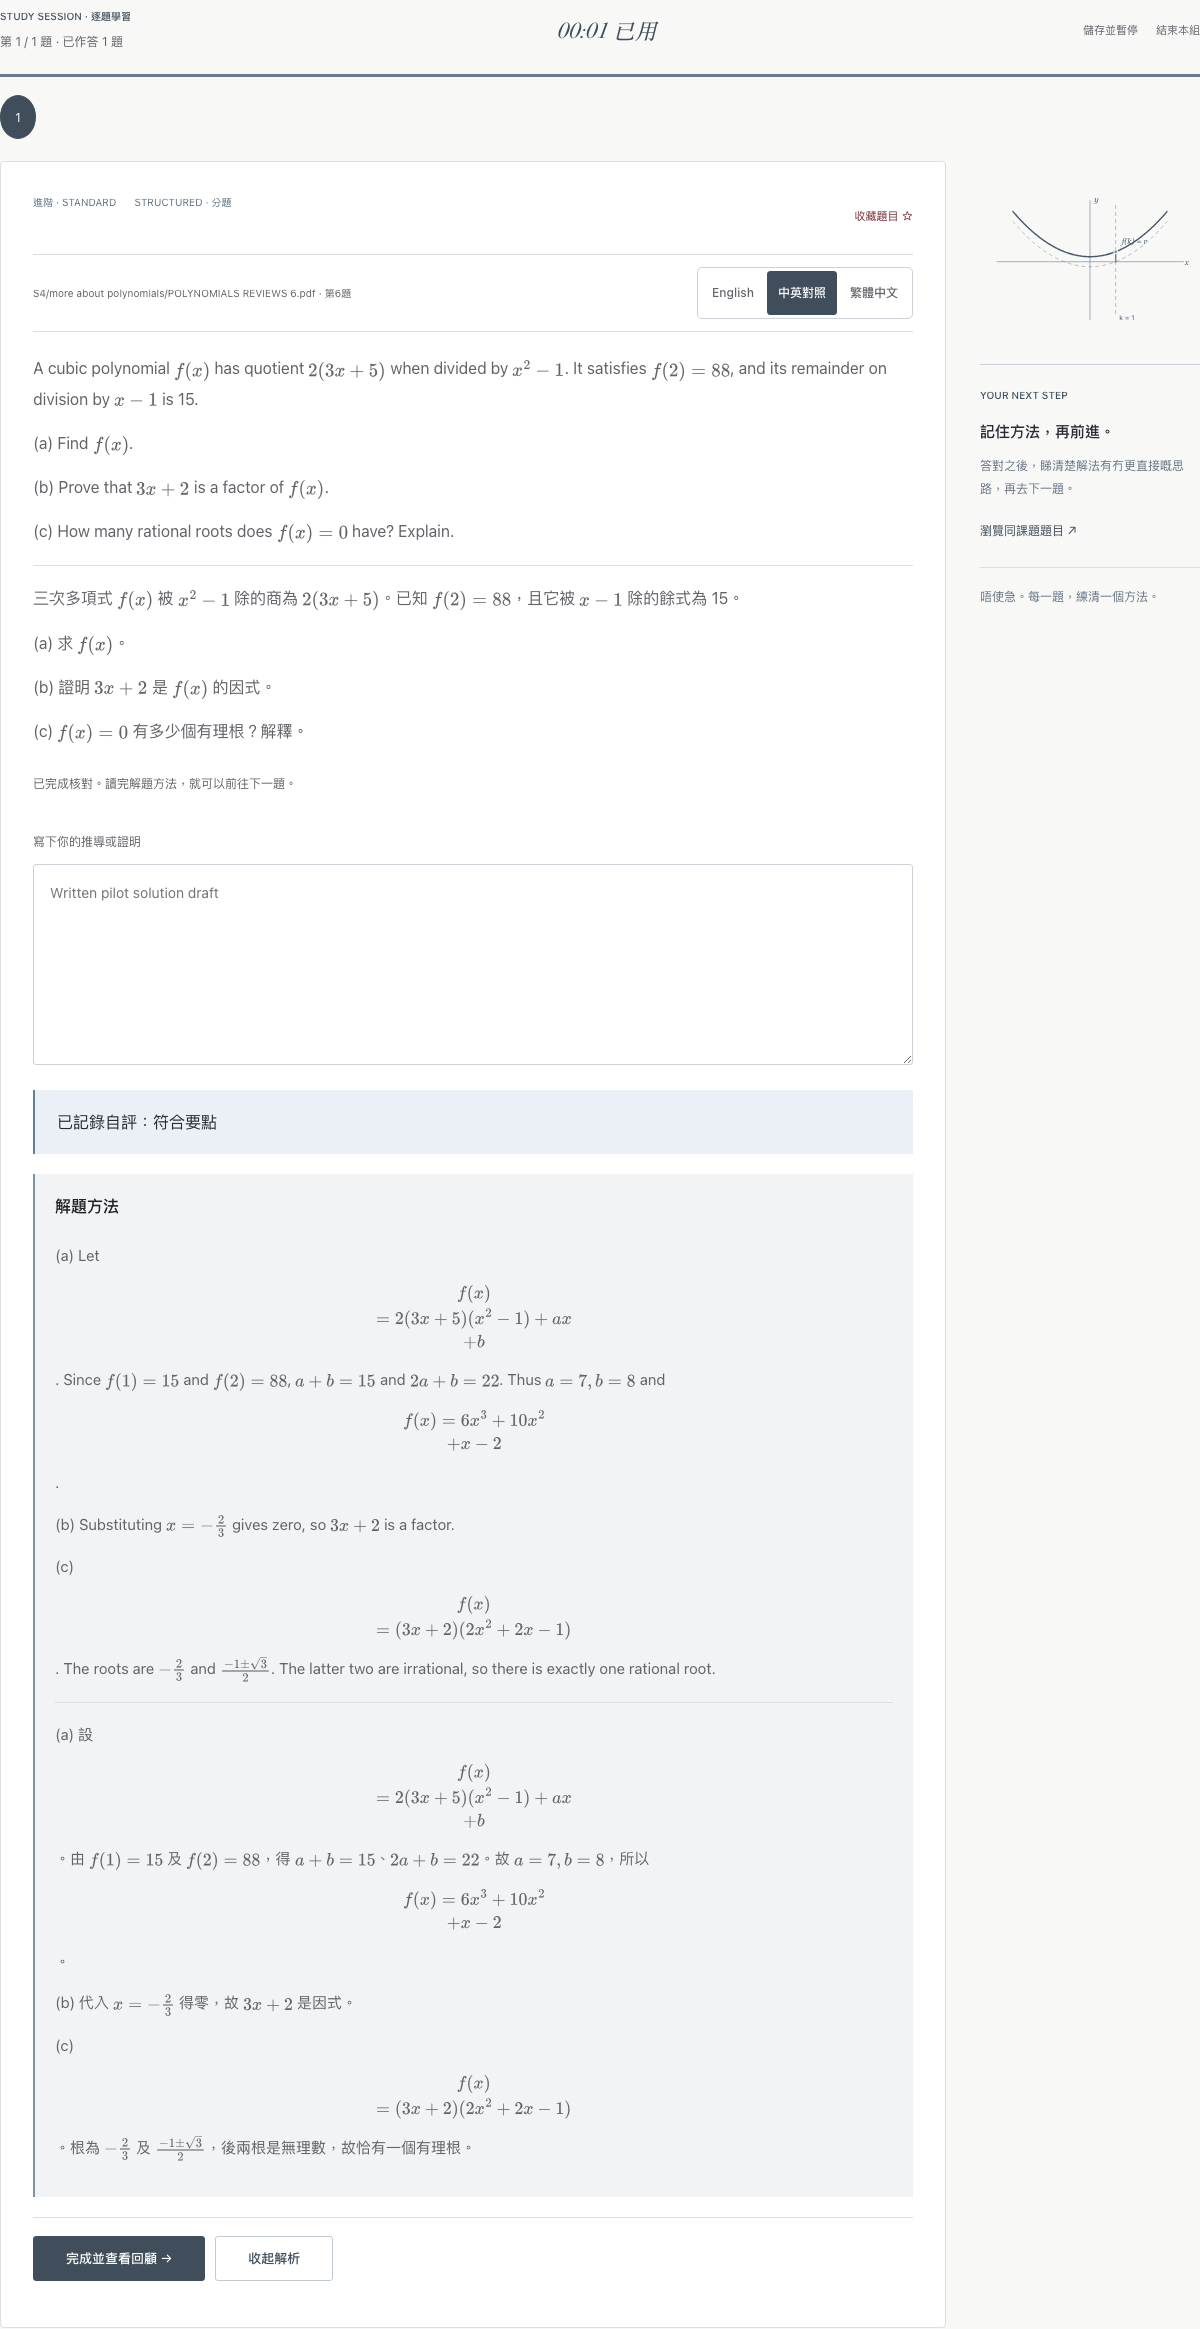 STUDY SESSION · 逐題學習
第 1 / 1 題 · 已作答 1 題
00:01 已用
儲存並暫停
結束本組
1
進階 · STANDARD
STRUCTURED · 分題
收藏題目 ☆
S4/more about polynomials/POLYNOMIALS REVIEWS 6.pdf · 第6題
English
中英對照
繁體中文
A cubic polynomial f(x) has quotient 2(3x + 5) when divided by x² − 1. It satisfies f(2) = 88, and its remainder on
division by x − 1 is 15.
(a) Find f(x).
(b) Prove that 3x + 2 is a factor of f(x).
(c) How many rational roots does f(x) = 0 have? Explain.
三次多項式 f(x) 被 x² − 1 除的商為 2(3x + 5)。已知 f(2) = 88，且它被 x − 1 除的餘式為 15。
(a) 求 f(x)。
(b) 證明 3x + 2 是 f(x) 的因式。
(c) f(x) = 0 有多少個有理根？解釋。
已完成核對。讀完解題方法，就可以前往下一題。
寫下你的推導或證明
Written pilot solution draft
已記錄自評：符合要點
解題方法
(a) Let
f(x)
= 2(3x + 5)(x² − 1) + ax
+b
. Since f(1) = 15 and f(2) = 88, a + b = 15 and 2a + b = 22. Thus a = 7, b = 8 and
f(x) = 6x³ + 10x²
+x − 2
.
(b) Substituting x = −2/3 gives zero, so 3x + 2 is a factor.
(c)
f(x)
= (3x + 2)(2x² + 2x − 1)
. The roots are −2/3 and (−1±√3)/2. The latter two are irrational, so there is exactly one rational root.
(a) 設
f(x)
= 2(3x + 5)(x² − 1) + ax
+b
。由 f(1) = 15 及 f(2) = 88，得 a + b = 15、2a + b = 22。故 a = 7, b = 8，所以
f(x) = 6x³ + 10x²
+x − 2
。
(b) 代入 x = −2/3 得零，故 3x + 2 是因式。
(c)
f(x)
= (3x + 2)(2x² + 2x − 1)
。根為 −2/3 及 (−1±√3)/2，後兩根是無理數，故恰有一個有理根。
完成並查看回顧 →
收起解析
y
f(k) = r
x
k = 1
YOUR NEXT STEP
記住方法，再前進。
答對之後，睇清楚解法有冇更直接嘅思
路，再去下一題。
瀏覽同課題題目 ↗
唔使急。每一題，練清一個方法。